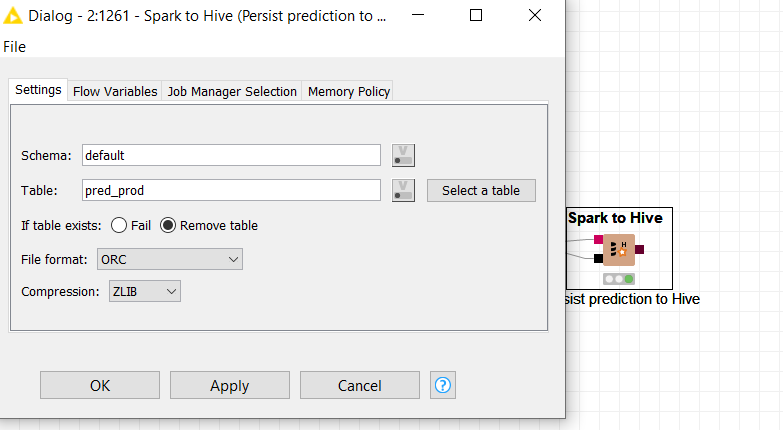 Dialog - 2:1261 - Spark to Hive (Persist prediction to ...
File
Settings Flow Variables Job Manager Selection Memory Policy
Schema: default
Table: pred_prod Select a table
If table exists: Fail Remove table
File format: ORC
Compression: ZLIB
OK Apply Cancel ?
Spark to Hive
H
sist prediction to Hive